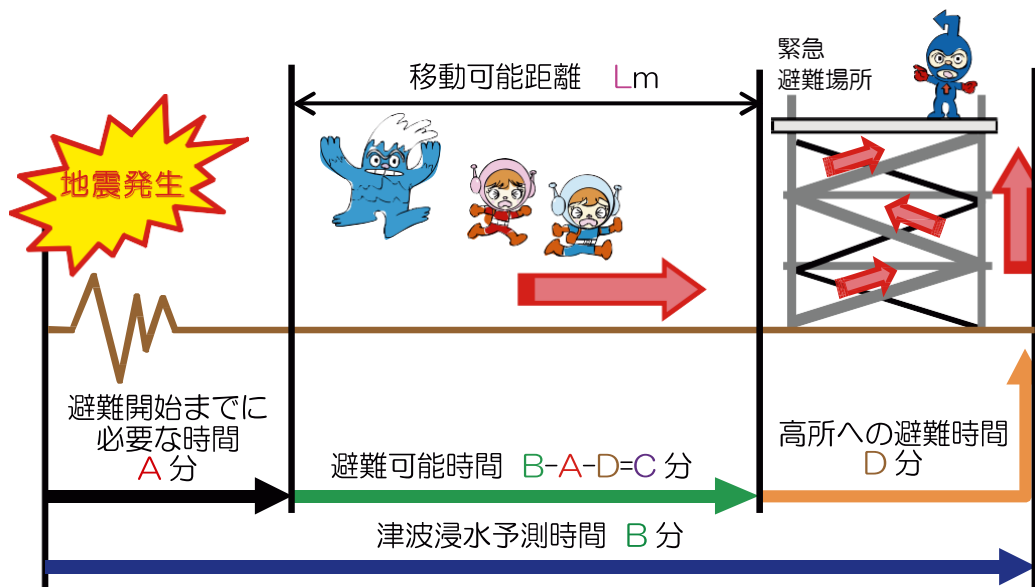 移動可能距離 Lm
緊急
避難場所
地震発生
避難開始までに
必要な時間
A 分
避難可能時間 B-A-D=C 分
高所への避難時間
D 分
津波浸水予測時間 B 分